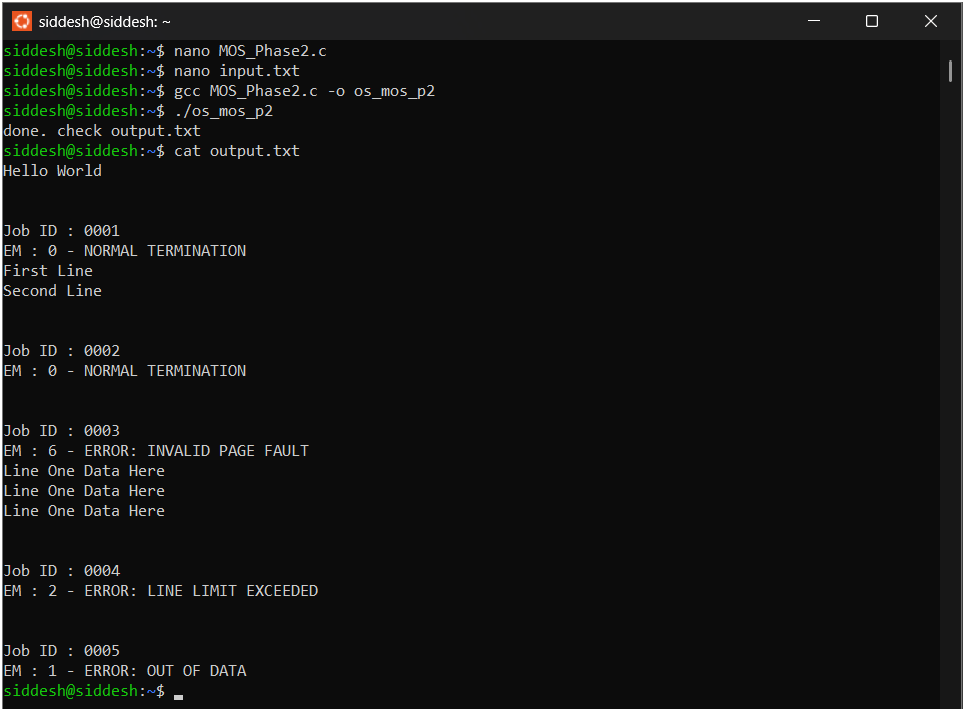 siddesh@siddesh: ~
siddesh@siddesh:~$ nano MOS_Phase2.c
siddesh@siddesh:~$ nano input.txt
siddesh@siddesh:~$ gcc MOS_Phase2.c -o os_mos_p2
siddesh@siddesh:~$ ./os_mos_p2
done. check output.txt
siddesh@siddesh:~$ cat output.txt
Hello World
Job ID : 0001
EM : 0 - NORMAL TERMINATION
First Line
Second Line
Job ID : 0002
EM : 0 - NORMAL TERMINATION
Job ID : 0003
EM : 6 - ERROR: INVALID PAGE FAULT
Line One Data Here
Line One Data Here
Line One Data Here
Job ID : 0004
EM : 2 - ERROR: LINE LIMIT EXCEEDED
Job ID : 0005
EM : 1 - ERROR: OUT OF DATA
siddesh@siddesh:~$